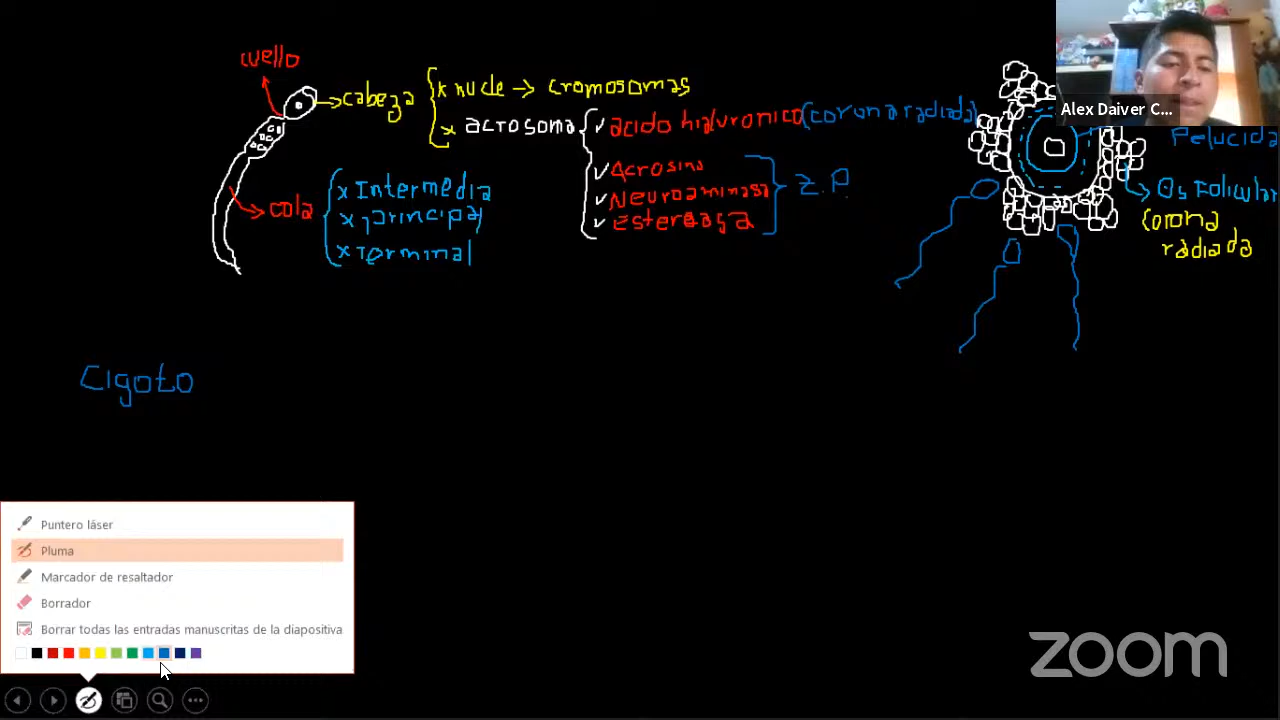 cuello
cabeza
x nucle → cromosomas
x acrosoma
✓ acido hialuronico (corona radiada)
✓ Acrosina
✓ Neuroaminasa
✓ Esteraasa
Z.P.
cola
x Intermedia
x principal
x Terminal
Pelucida
Os Folicular
Corona
radiada
Alex Daiver C...
Cigoto
Puntero láser
Pluma
Marcador de resaltador
Borrador
Borrar todas las entradas manuscritas de la diapositiva
zoom